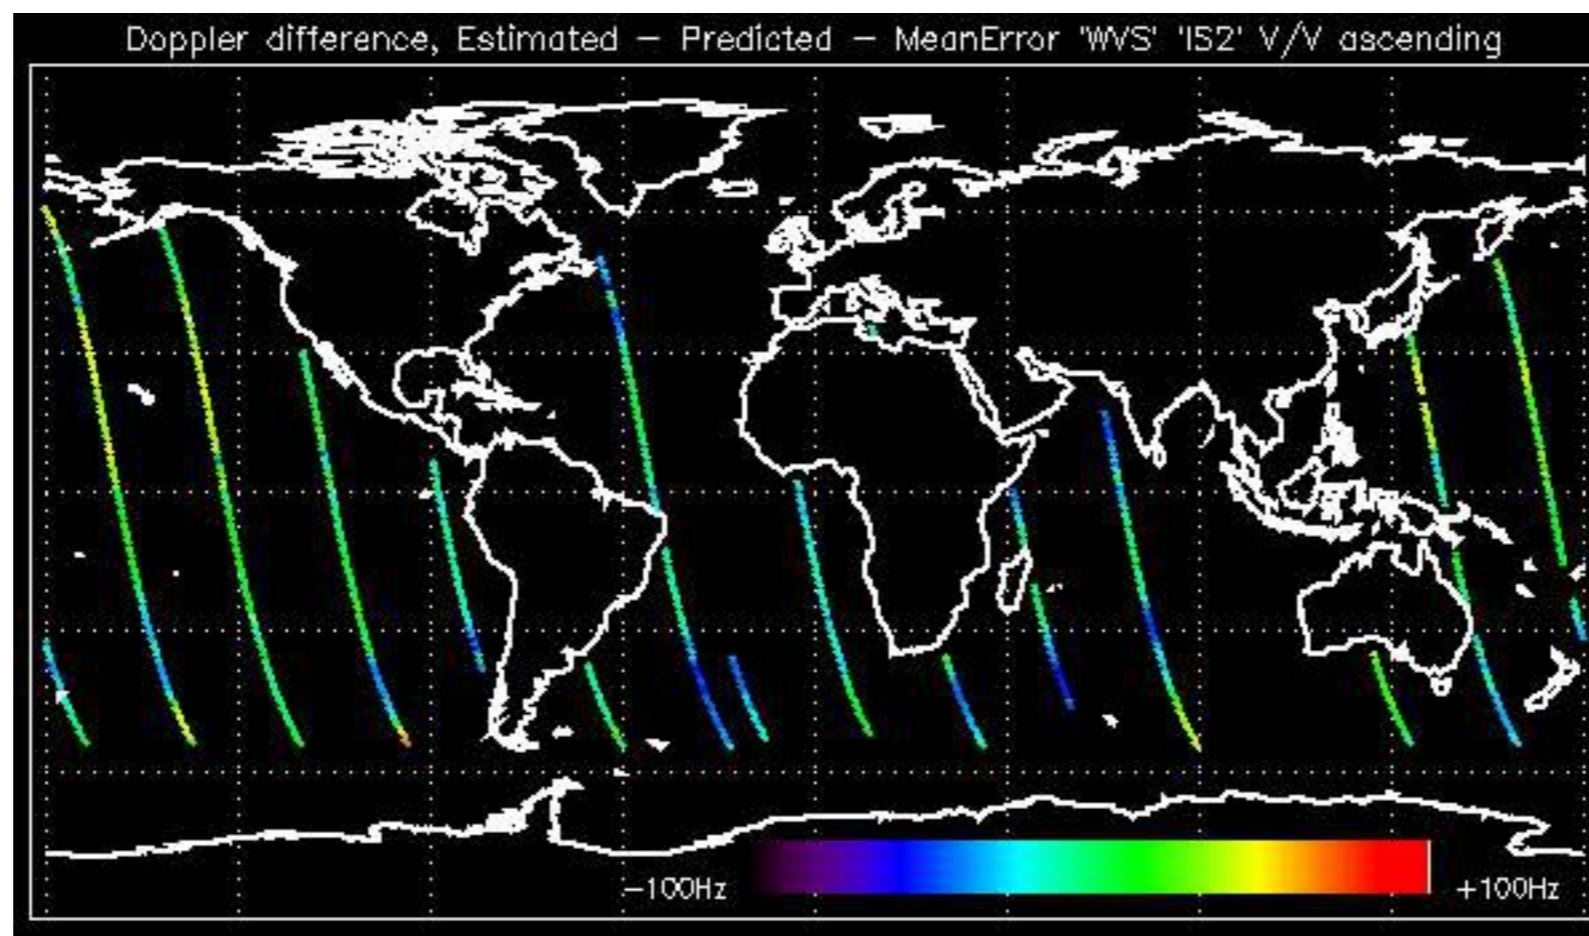 Doppler difference, Estimated – Predicted – MeanError 'WVS' 'IS2' V/V ascending
–100Hz
+100Hz